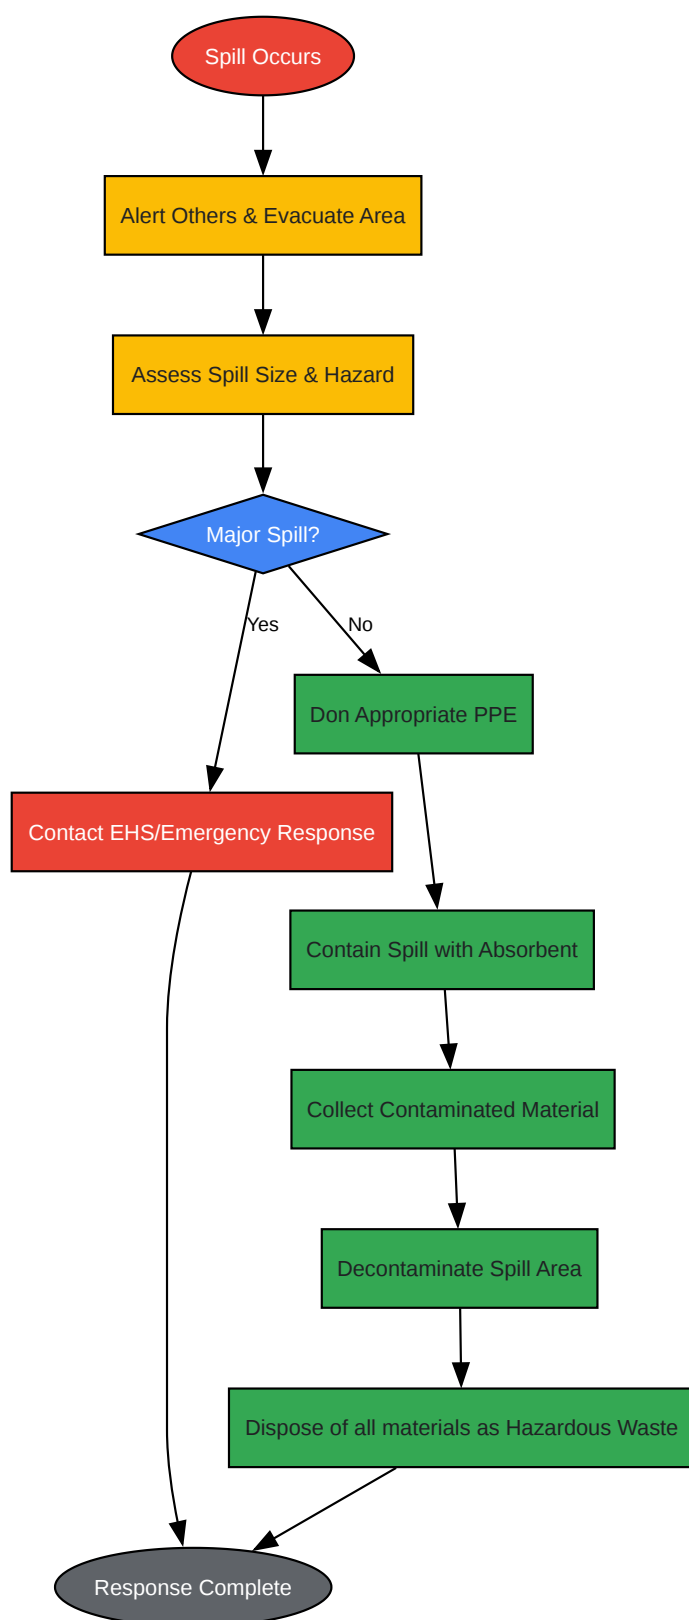 Spill Occurs
Alert Others & Evacuate Area
Assess Spill Size & Hazard
Major Spill?
Yes
No
Don Appropriate PPE
Contact EHS/Emergency Response
Contain Spill with Absorbent
Collect Contaminated Material
Decontaminate Spill Area
Dispose of all materials as Hazardous Waste
Response Complete